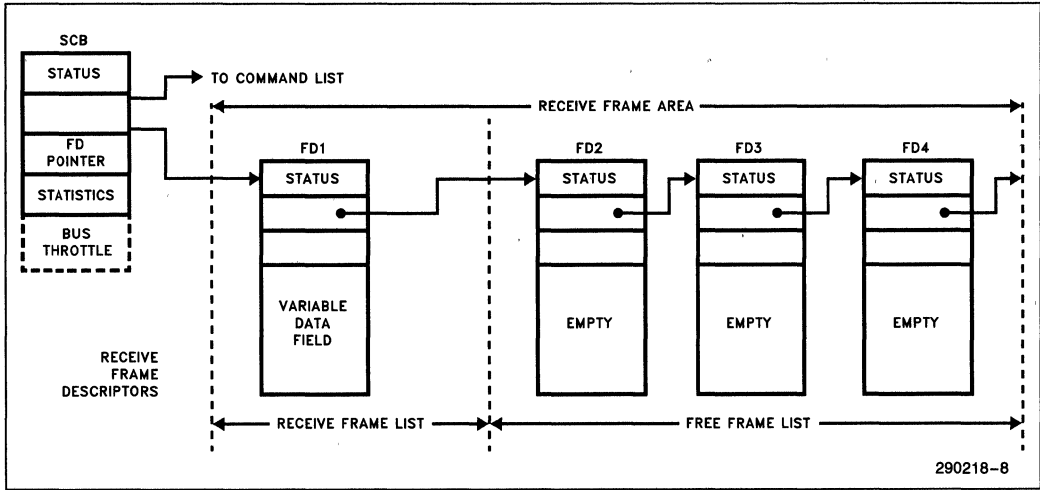 SCB
STATUS
FD
POINTER
STATISTICS
BUS
THROTTLE
TO COMMAND LIST
RECEIVE FRAME AREA
FD1
STATUS
VARIABLE
DATA
FIELD
FD2
STATUS
EMPTY
FD3
STATUS
EMPTY
FD4
STATUS
EMPTY
RECEIVE
FRAME
DESCRIPTORS
RECEIVE FRAME LIST
FREE FRAME LIST
290218-8